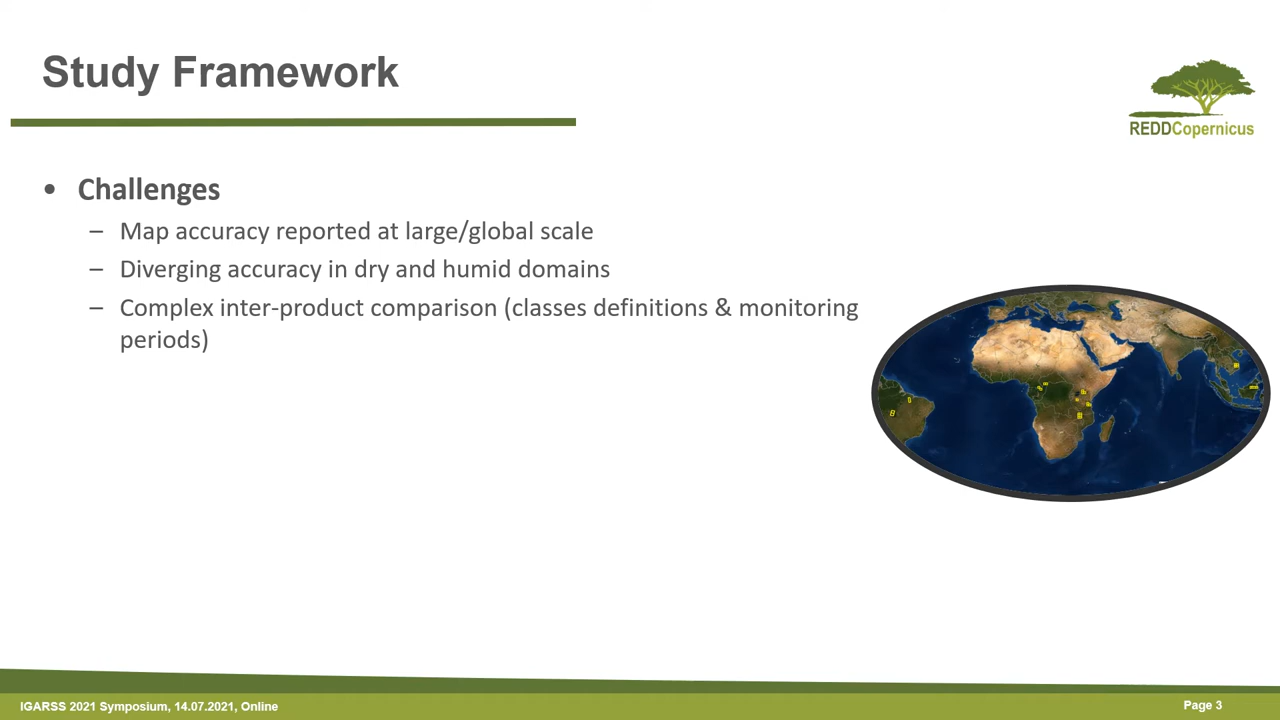 Study Framework
REDDCopernicus
• Challenges
– Map accuracy reported at large/global scale
– Diverging accuracy in dry and humid domains
– Complex inter-product comparison (classes definitions & monitoring
periods)
IGARSS 2021 Symposium, 14.07.2021, Online
Page 3